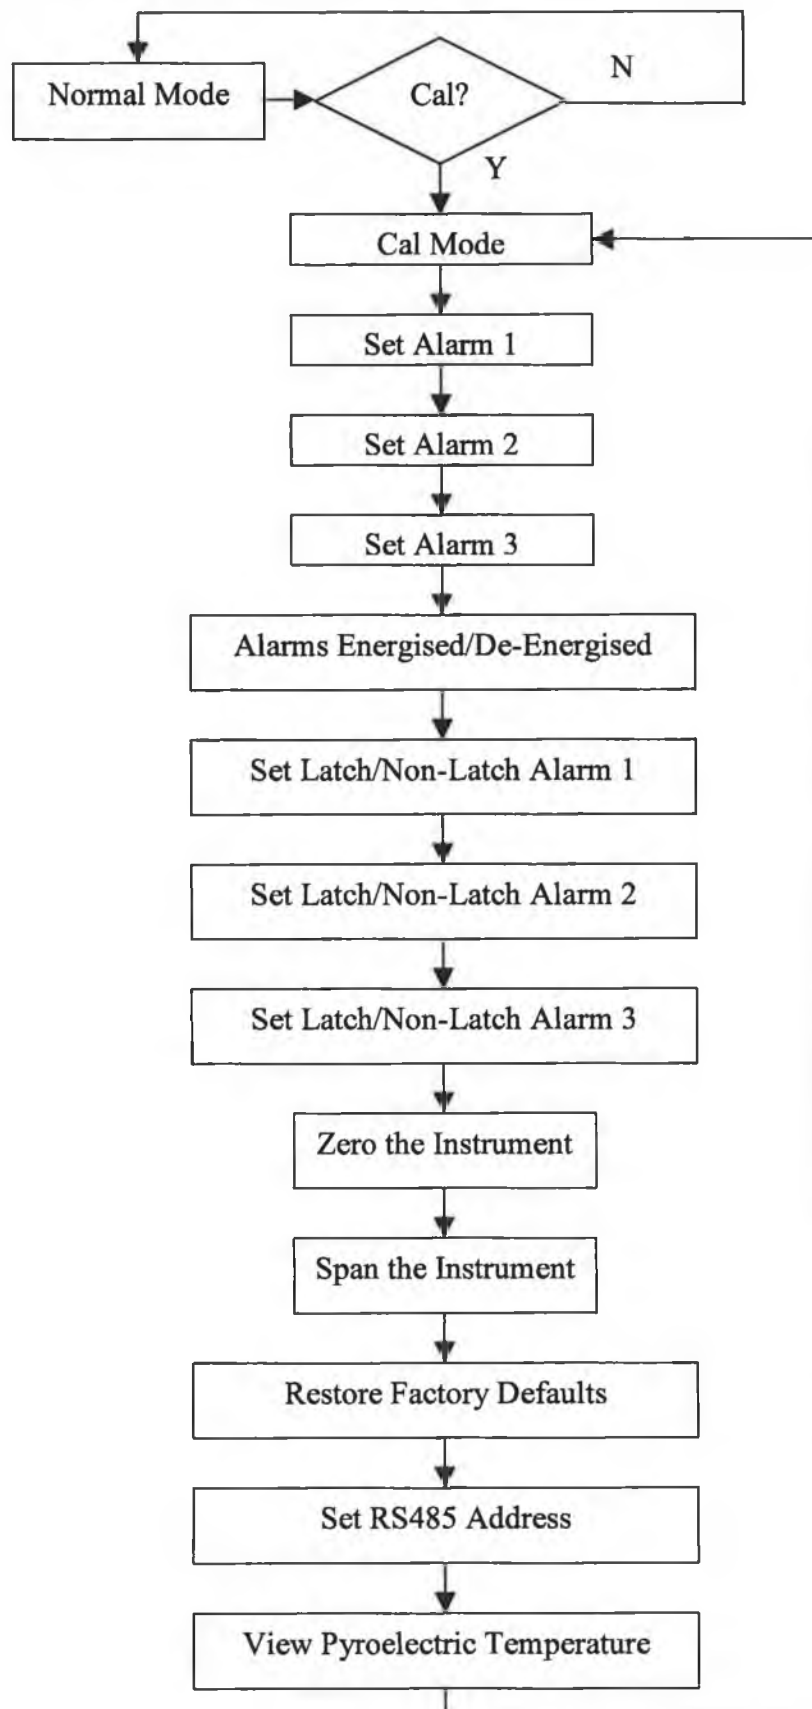 Normal Mode
Cal?
N
Y
Cal Mode
Set Alarm 1
Set Alarm 2
Set Alarm 3
Alarms Energised/De-Energised
Set Latch/Non-Latch Alarm 1
Set Latch/Non-Latch Alarm 2
Set Latch/Non-Latch Alarm 3
Zero the Instrument
Span the Instrument
Restore Factory Defaults
Set RS485 Address
View Pyroelectric Temperature